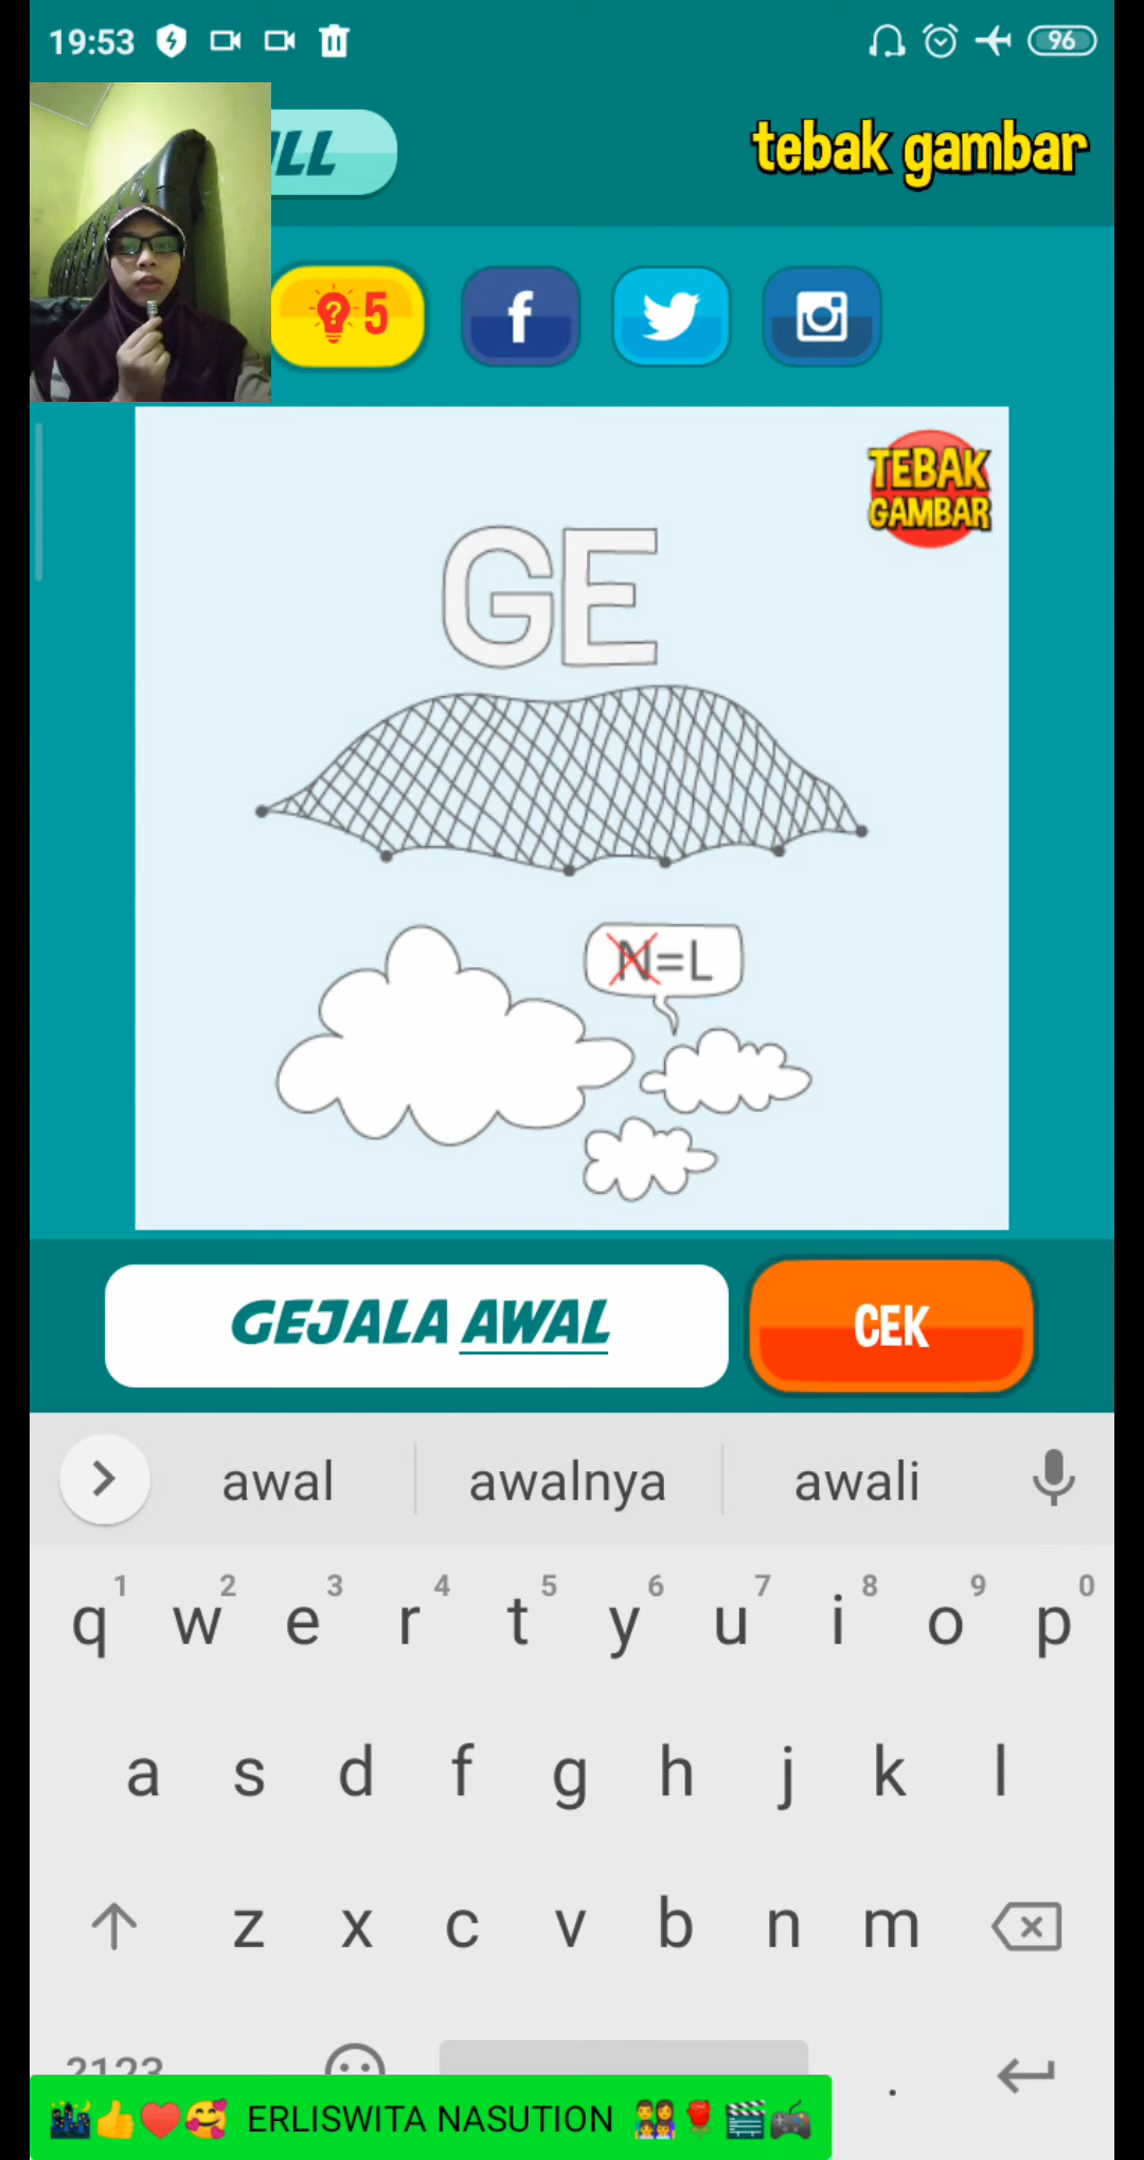 19:53
96
LL
tebak gambar
5
f
TEBAK
GAMBAR
GE
N=L
GEJALA AWAL
CEK
awal awalnya awali
1 2 3 4 5 6 7 8 9 0
q w e r t y u i o p
a s d f g h j k l
z x c v b n m
?123 .
ERLISWITA NASUTION